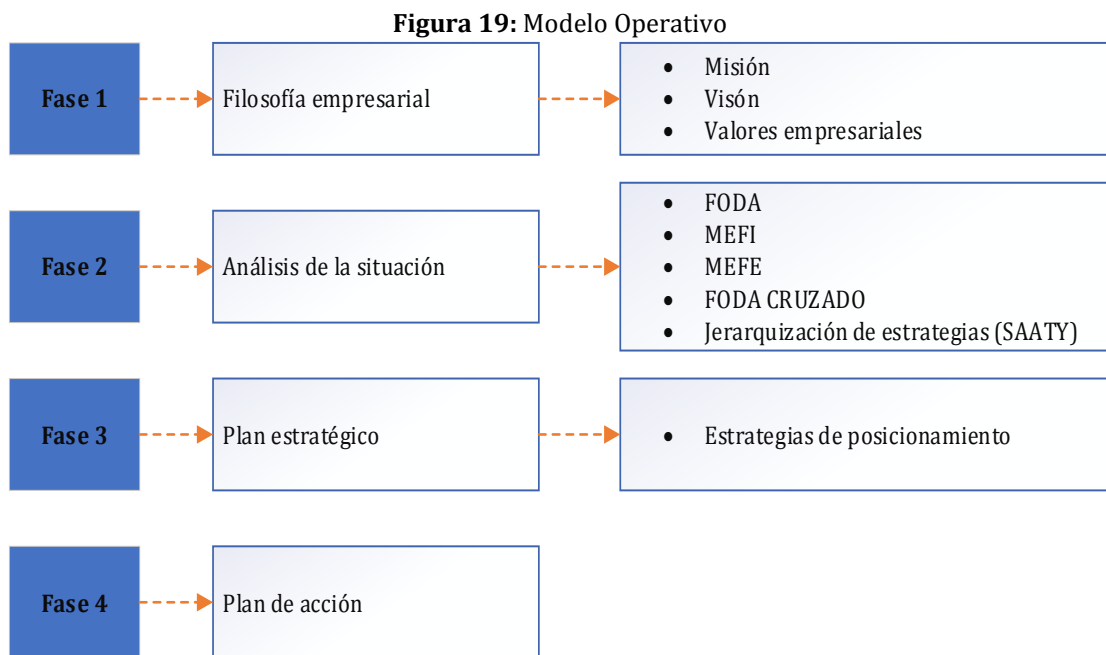 Figura 19: Modelo Operativo
Fase 1
Filosofía empresarial
• Misión
• Visón
• Valores empresariales
Fase 2
Análisis de la situación
• FODA
• MEFI
• MEFE
• FODA CRUZADO
• Jerarquización de estrategias (SAATY)
Fase 3
Plan estratégico
• Estrategias de posicionamiento
Fase 4
Plan de acción